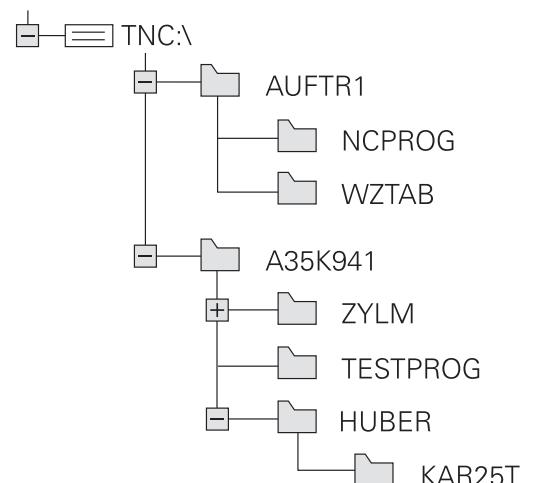 TNC:\
AUFTR1
NCPROG
WZTAB
A35K941
ZYLM
TESTPROG
HUBER
KAR25T